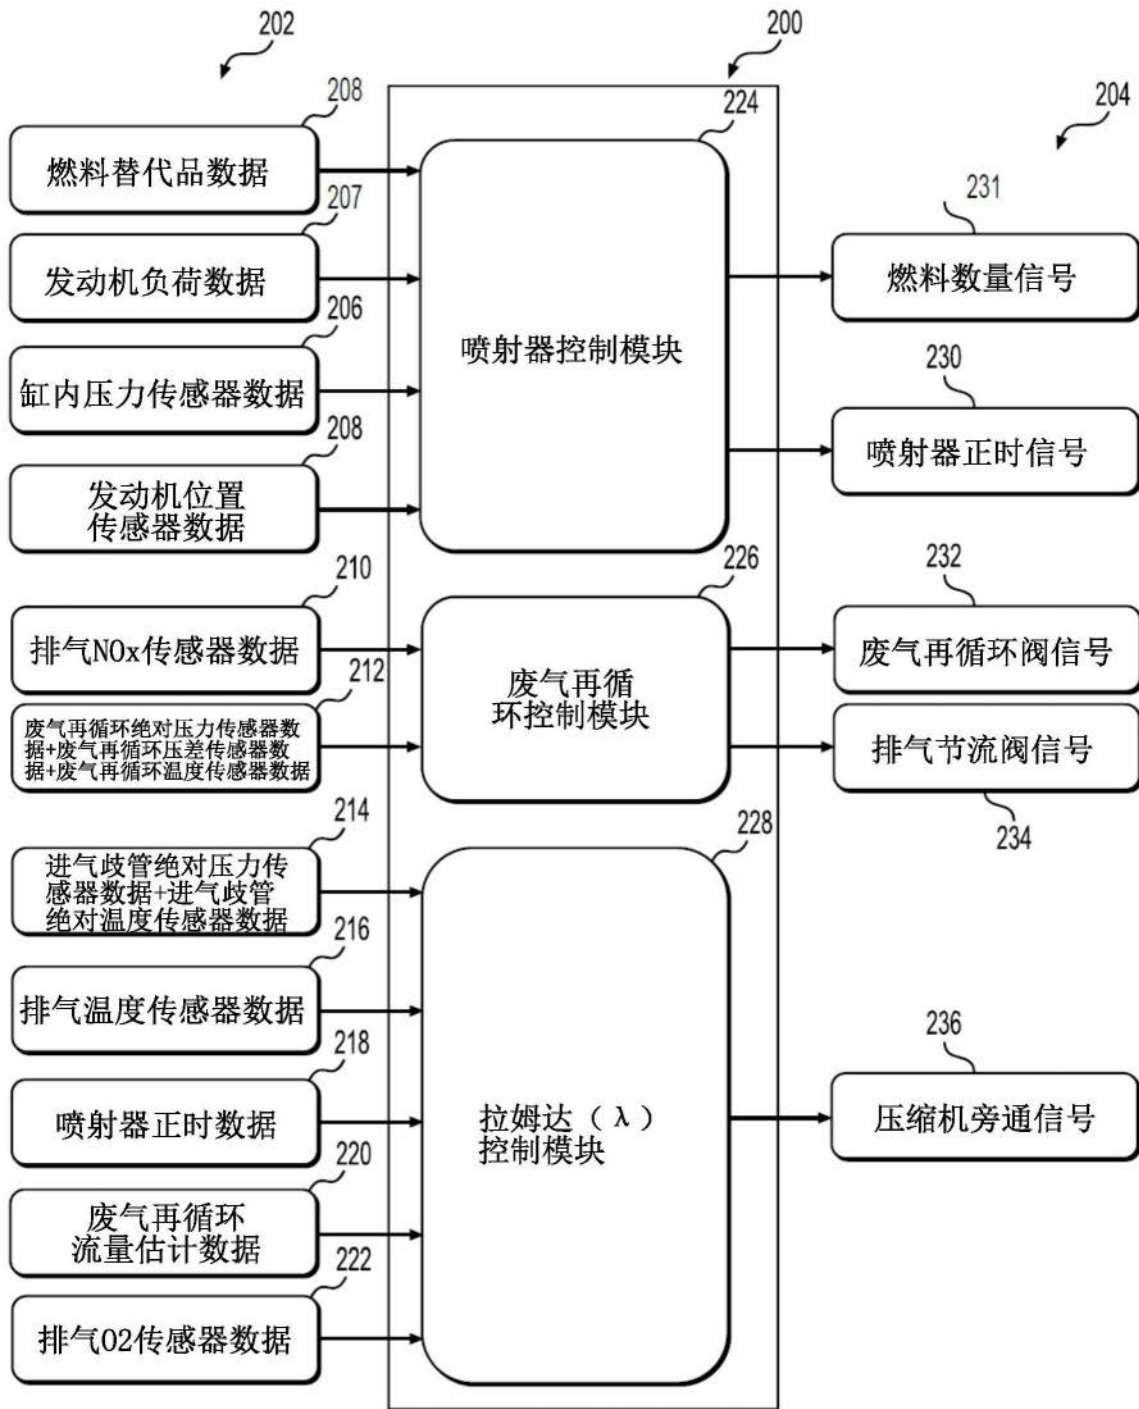 202
200
204
208
燃料替代品数据
207
发动机负荷数据
206
缸内压力传感器数据
208
发动机位置
传感器数据
224
喷射器控制模块
231
燃料数量信号
230
喷射器正时信号
210
排气NOx传感器数据
212
废气再循环绝对压力传感器数
据+废气再循环压差传感器数
据+废气再循环温度传感器数据
226
废气再循
环控制模块
232
废气再循环阀信号
排气节流阀信号
234
214
进气歧管绝对压力传
感器数据+进气歧管
绝对温度传感器数据
216
排气温度传感器数据
218
喷射器正时数据
220
废气再循环
流量估计数据
222
排气O2传感器数据
228
拉姆达（λ）
控制模块
236
压缩机旁通信号